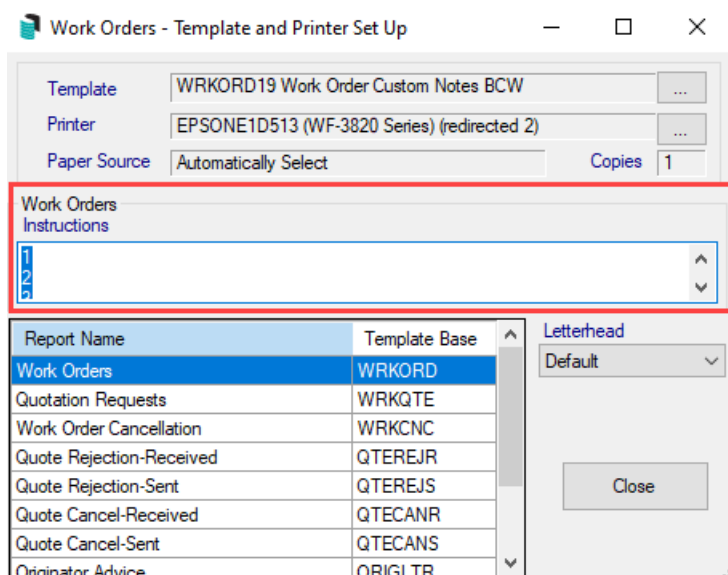 Work Orders - Template and Printer Set Up
Template WRKORD19 Work Order Custom Notes BCW ...
Printer EPSONE1D513 (WF-3820 Series) (redirected 2) ...
Paper Source Automatically Select Copies 1
Work Orders
Instructions
1
2
Report Name Template Base
Letterhead
Default
Work Orders WRKORD
Quotation Requests WRKQTE
Work Order Cancellation WRKCNC
Quote Rejection-Received QTEREJR
Quote Rejection-Sent QTEREJS
Close
Quote Cancel-Received QTECANR
Quote Cancel-Sent QTECANS
Originator Advice ORIGLTR